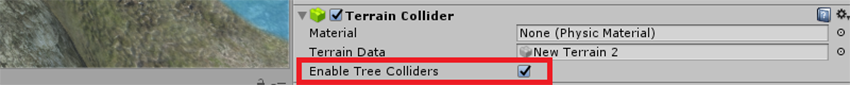 Terrain Collider
Material None (Physic Material)
Terrain Data New Terrain 2
Enable Tree Colliders